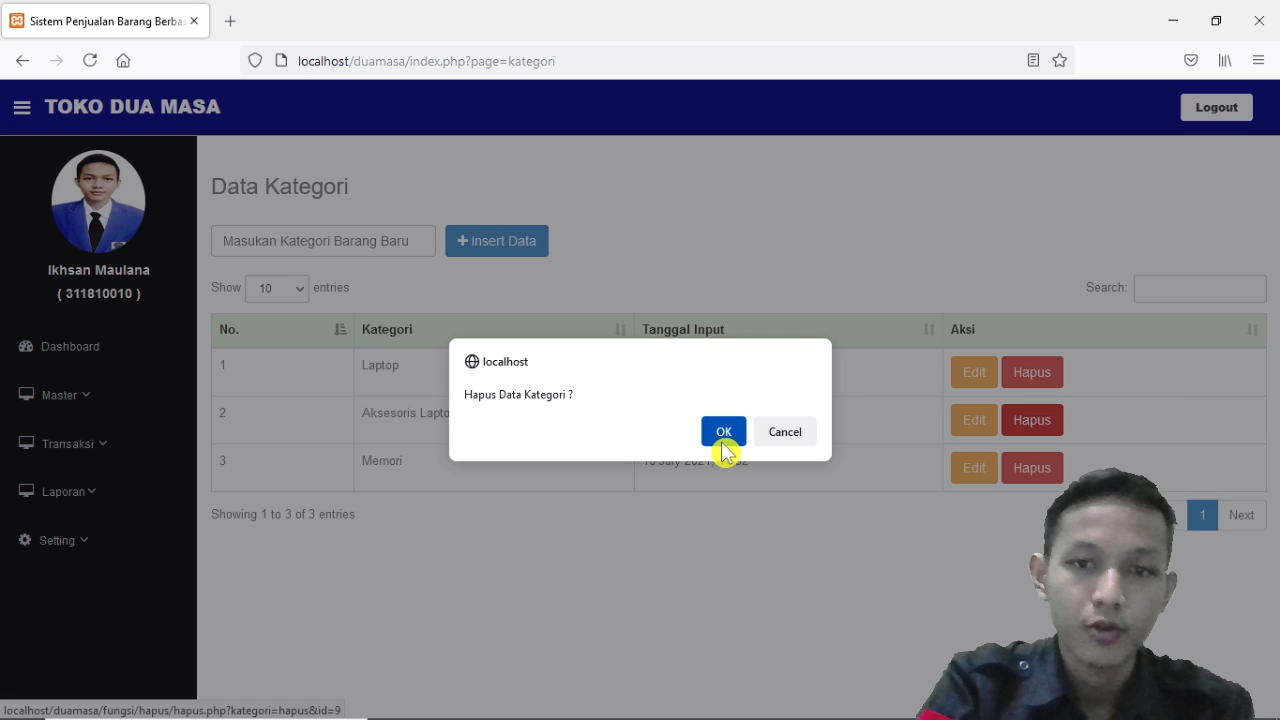 Sistem Penjualan Barang Berbas
localhost/duamasa/index.php?page=kategori
TOKO DUA MASA
Logout
Ikhsan Maulana
( 311810010 )
Dashboard
Master
Transaksi
Laporan
Setting
Data Kategori
Masukan Kategori Barang Baru
Insert Data
Show 10 entries
Search:
No. Kategori Tanggal Input Aksi
1 Laptop Edit Hapus
2 Aksesoris Lapto Edit Hapus
3 Memori Edit Hapus
localhost
Hapus Data Kategori ?
OK Cancel
Showing 1 to 3 of 3 entries
1 Next
localhost/duamasa/fungsi/hapus/hapus.php?kategori=hapus&id=9